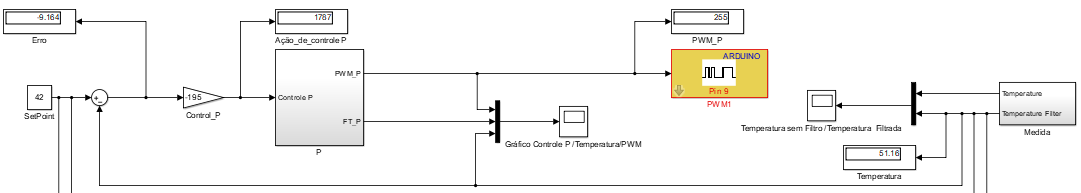 -9.164
Erro
1787
Ação_de_controle P
255
PWM_P
ARDUINO
Pin 9
PWM1
42
SetPoint
-195
Control_P
Controle P
PWM_P
FT_P
P
Gráfico Controle P /Temperatura/PWM
Temperatura sem Filtro /Temperatura Filtrada
Temperature
Temperature Filter
Medida
51.16
Temperatura